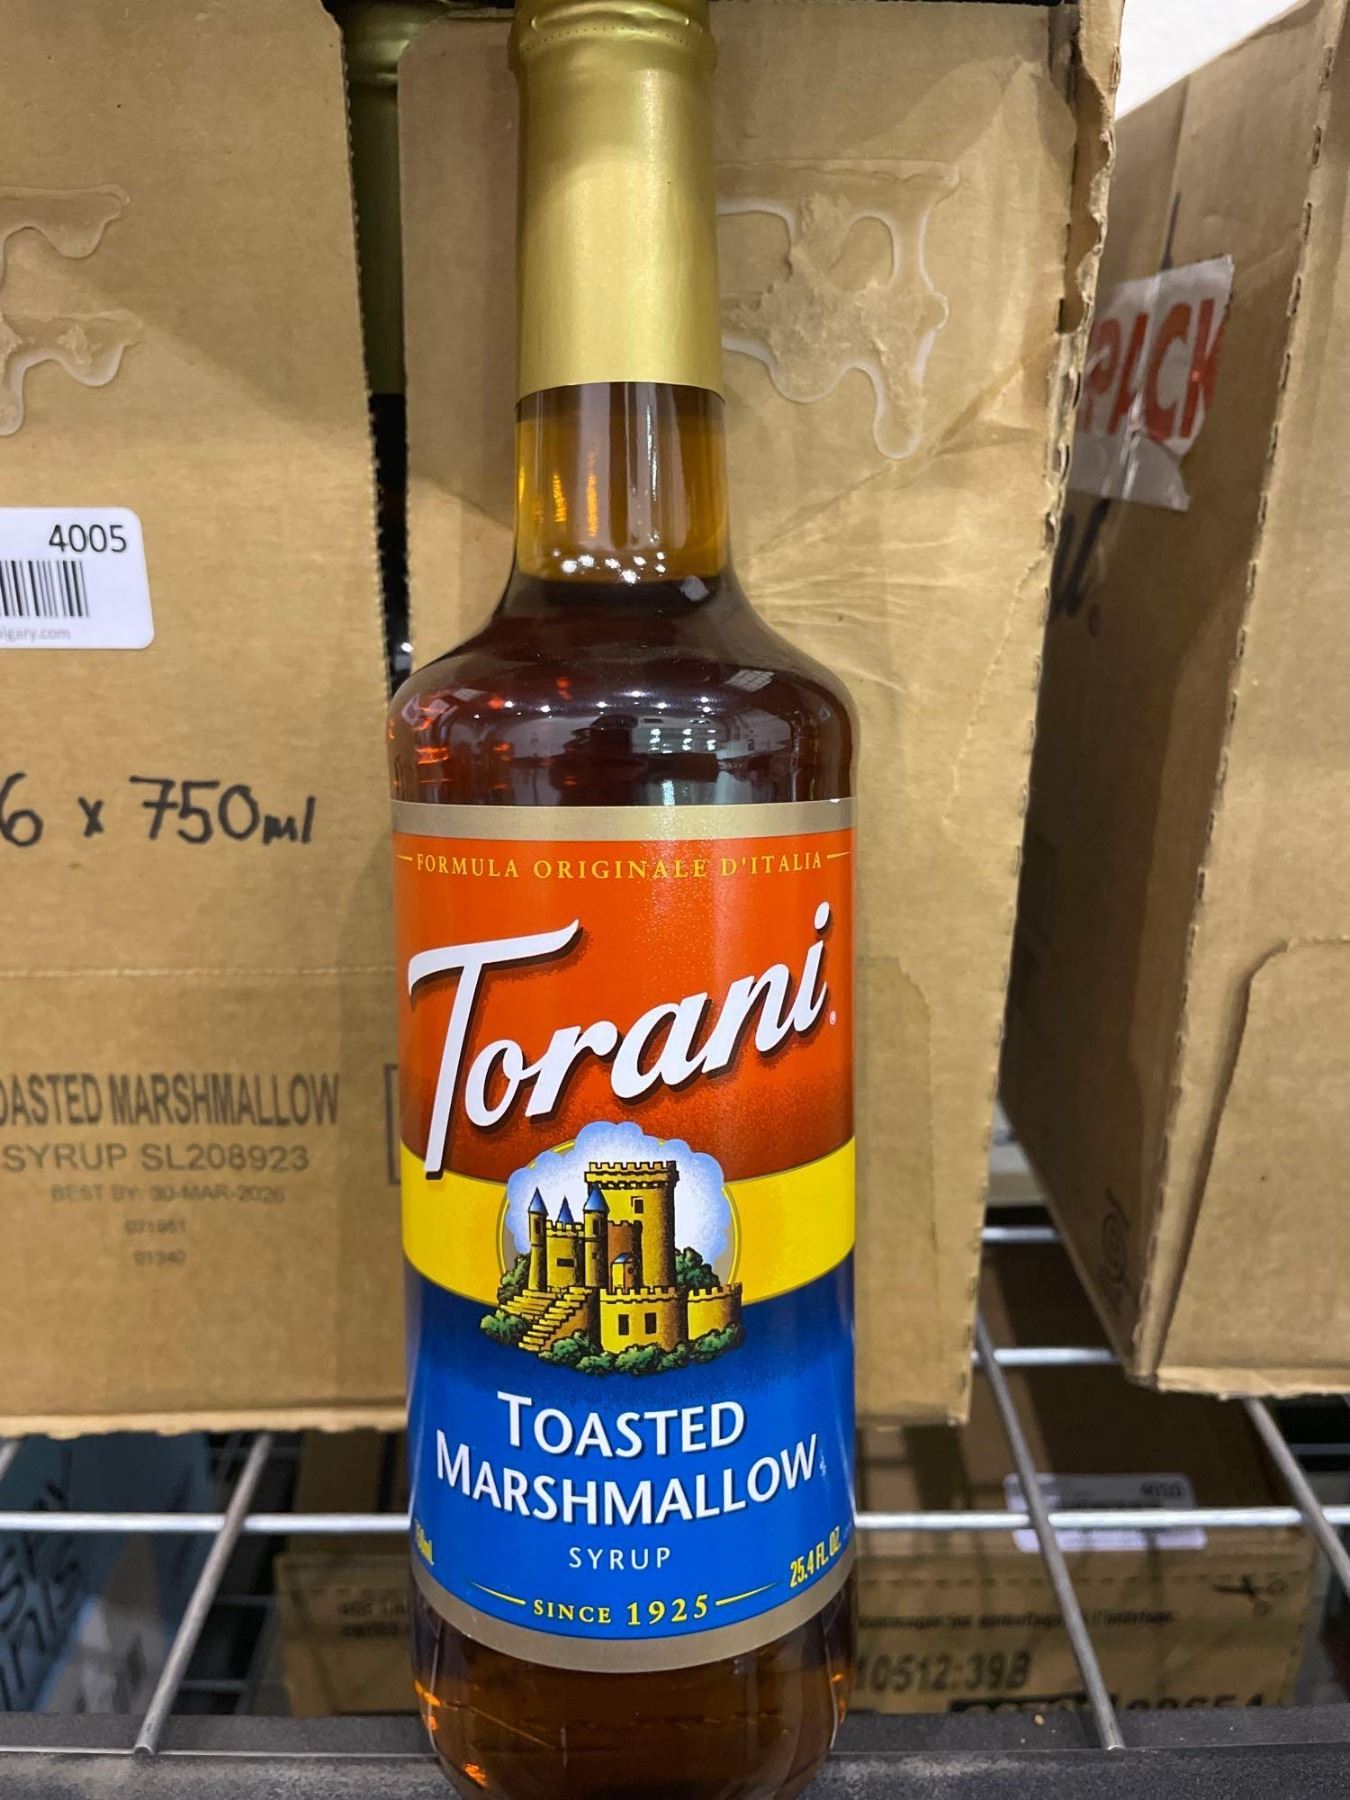 4005
6 x 750ml
FORMULA ORIGINALE D'ITALIA
Torani
TOASTED
MARSHMALLOW
SYRUP
25.4 FL. OZ.
SINCE 1925
OASTED MARSHMALLOW
SYRUP SL208923
BEST BY: 30-MAR-2026
PACK
10512:39B